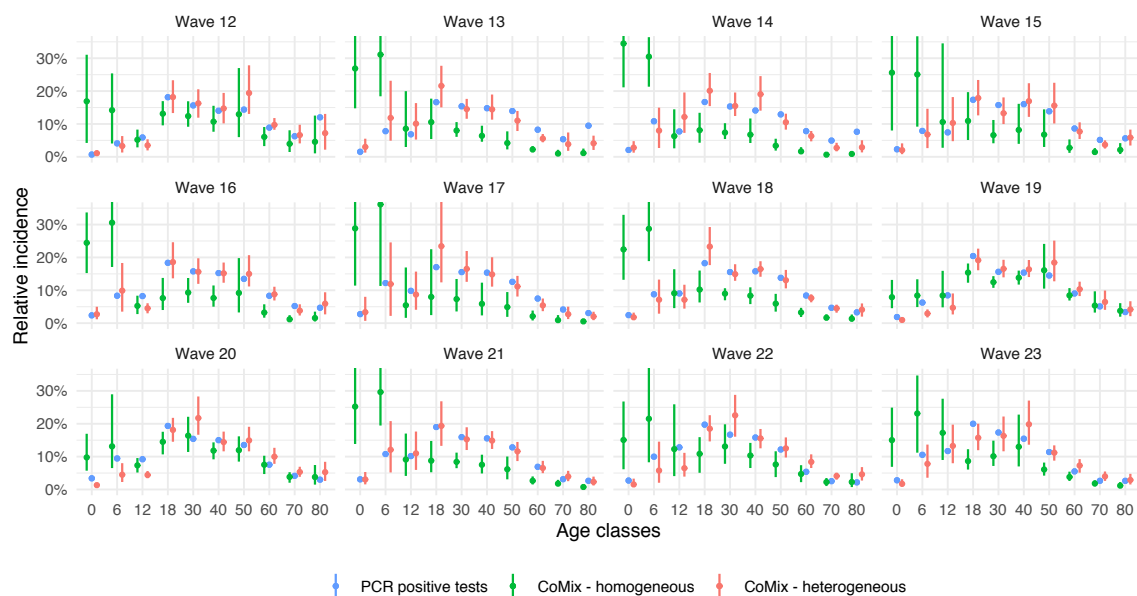 Wave 12 Wave 13 Wave 14 Wave 15
30%
20%
10%
0%
Wave 16 Wave 17 Wave 18 Wave 19
30%
20%
10%
0%
Wave 20 Wave 21 Wave 22 Wave 23
30%
20%
10%
0%
Relative incidence
0 6 12 18 30 40 50 60 70 80 0 6 12 18 30 40 50 60 70 80 0 6 12 18 30 40 50 60 70 80 0 6 12 18 30 40 50 60 70 80
Age classes
PCR positive tests CoMix - homogeneous CoMix - heterogeneous